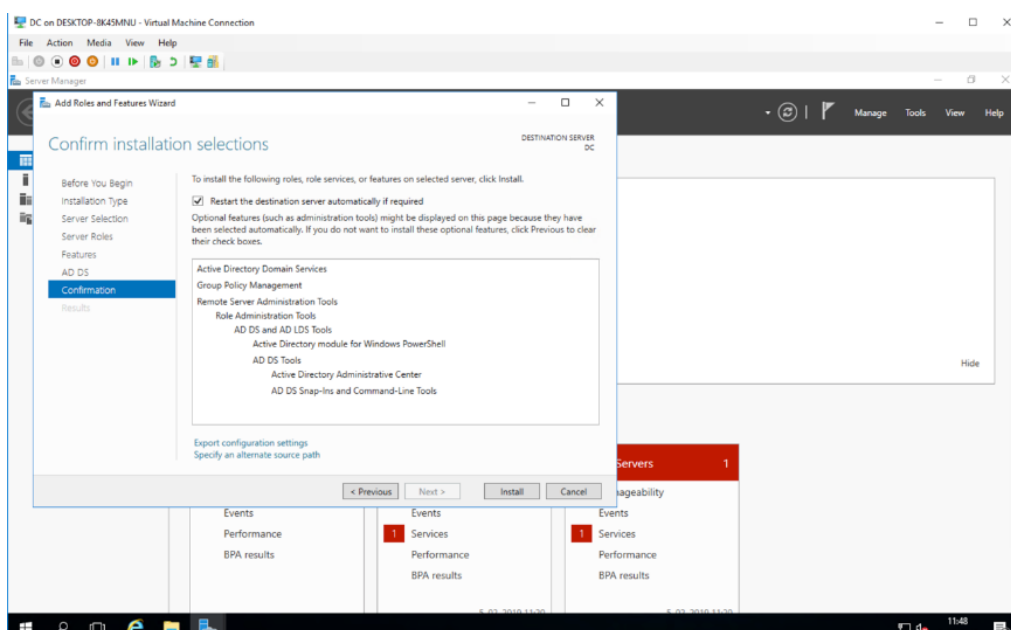 DC on DESKTOP-8K45MNU - Virtual Machine Connection
File Action Media View Help
Server Manager
Manage Tools View Help
Add Roles and Features Wizard
Confirm installation selections
DESTINATION SERVER
DC
Before You Begin
Installation Type
Server Selection
Server Roles
Features
AD DS
Confirmation
Results
To install the following roles, role services, or features on selected server, click Install.
Restart the destination server automatically if required
Optional features (such as administration tools) might be displayed on this page because they have
been selected automatically. If you do not want to install these optional features, click Previous to clear
their check boxes.
Active Directory Domain Services
Group Policy Management
Remote Server Administration Tools
Role Administration Tools
AD DS and AD LDS Tools
Active Directory module for Windows PowerShell
AD DS Tools
Active Directory Administrative Center
AD DS Snap-Ins and Command-Line Tools
Export configuration settings
Specify an alternate source path
< Previous Next > Install Cancel
Hide
Servers 1
nageability
Events
Performance
BPA results
Events
1 Services
Performance
BPA results
Events
1 Services
Performance
BPA results
11:48